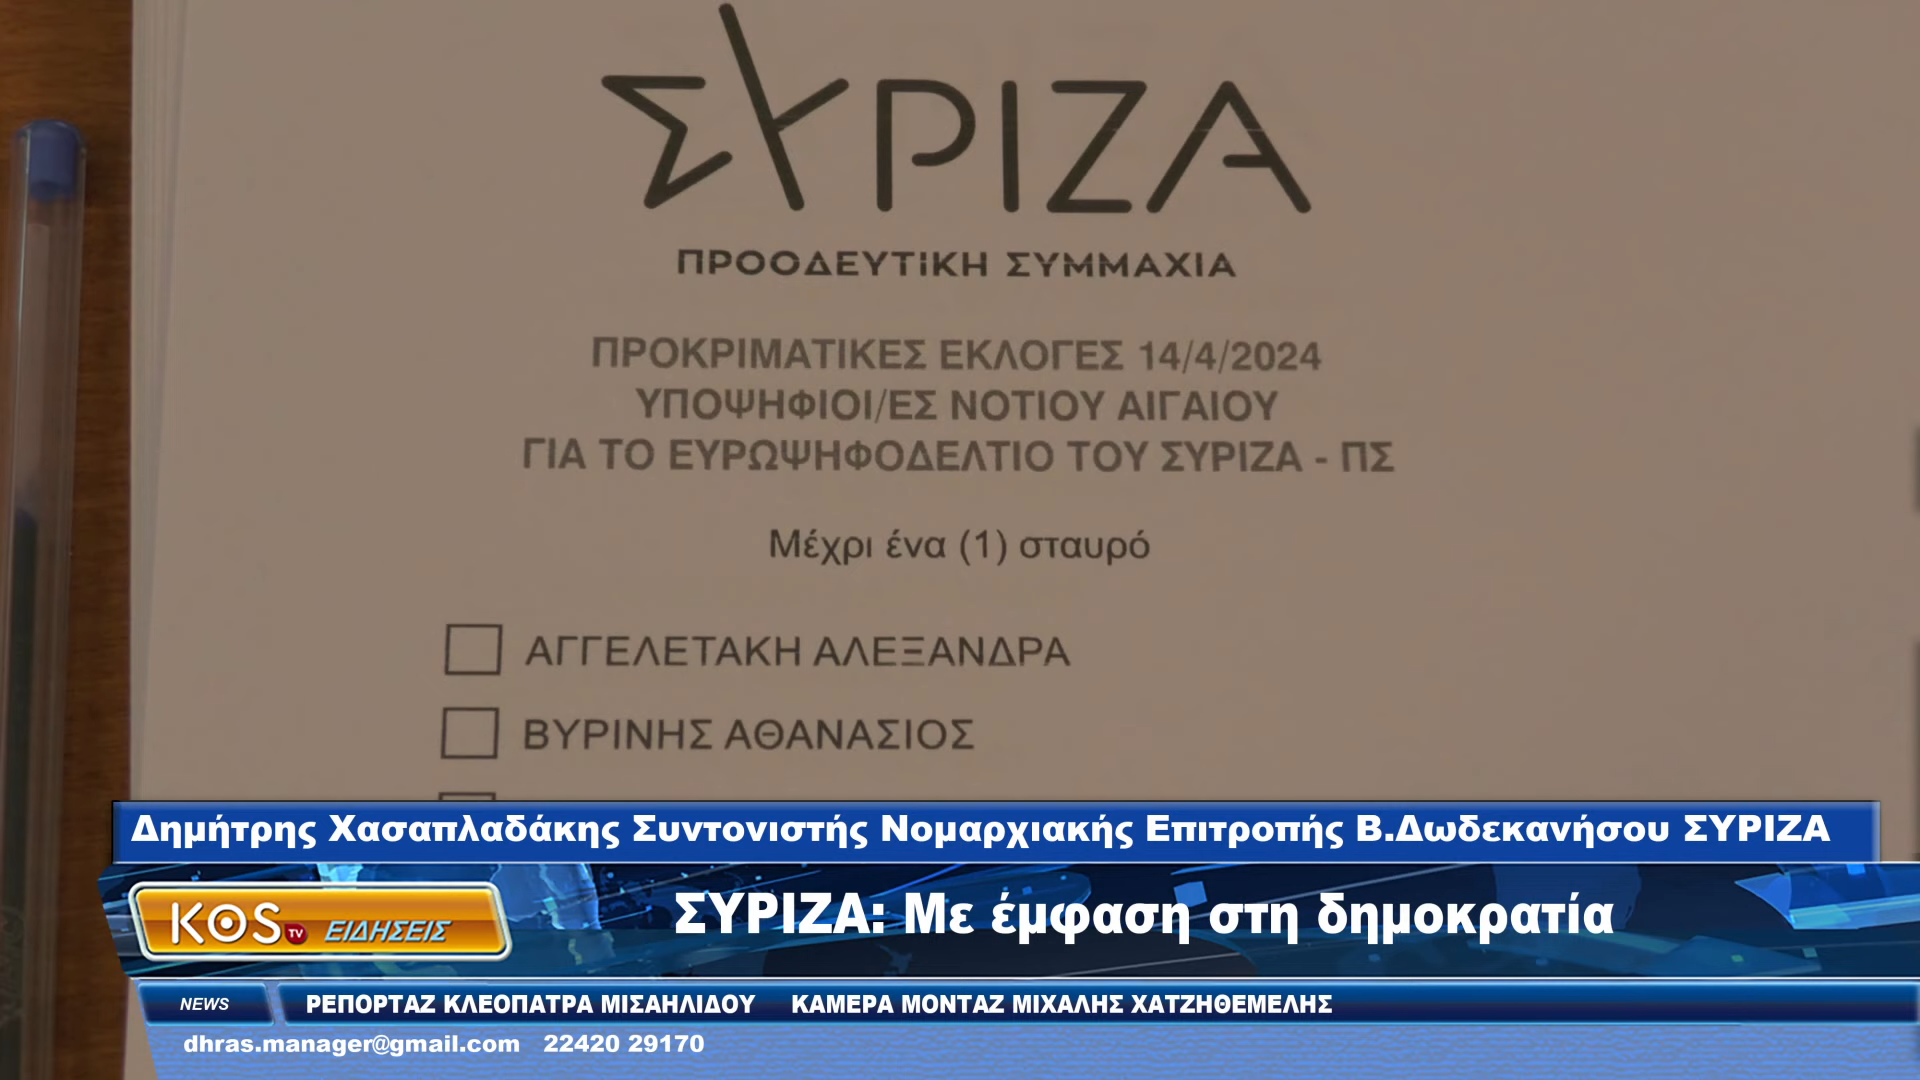 ΣΥΡΙΖΑ
ΠΡΟΟΔΕΥΤΙΚΗ ΣΥΜΜΑΧΙΑ
ΠΡΟΚΡΙΜΑΤΙΚΕΣ ΕΚΛΟΓΕΣ 14/4/2024
ΥΠΟΨΗΦΙΟΙ/ΕΣ ΝΟΤΙΟΥ ΑΙΓΑΙΟΥ
ΓΙΑ ΤΟ ΕΥΡΩΨΗΦΟΔΕΛΤΙΟ ΤΟΥ ΣΥΡΙΖΑ - ΠΣ
Μέχρι ένα (1) σταυρό
ΑΓΓΕΛΕΤΑΚΗ ΑΛΕΞΑΝΔΡΑ
ΒΥΡΙΝΗΣ ΑΘΑΝΑΣΙΟΣ
Δημήτρης Χασαπλαδάκης Συντονιστής Νομαρχιακής Επιτροπής Β.Δωδεκανήσου ΣΥΡΙΖΑ
KOS TV ΕΙΔΗΣΕΙΣ
ΣΥΡΙΖΑ: Με έμφαση στη δημοκρατία
NEWS ΡΕΠΟΡΤΑΖ ΚΛΕΟΠΑΤΡΑ ΜΙΣΑΗΛΙΔΟΥ ΚΑΜΕΡΑ ΜΟΝΤΑΖ ΜΙΧΑΛΗΣ ΧΑΤΖΗΘΕΜΕΛΗΣ
dhras.manager@gmail.com 22420 29170